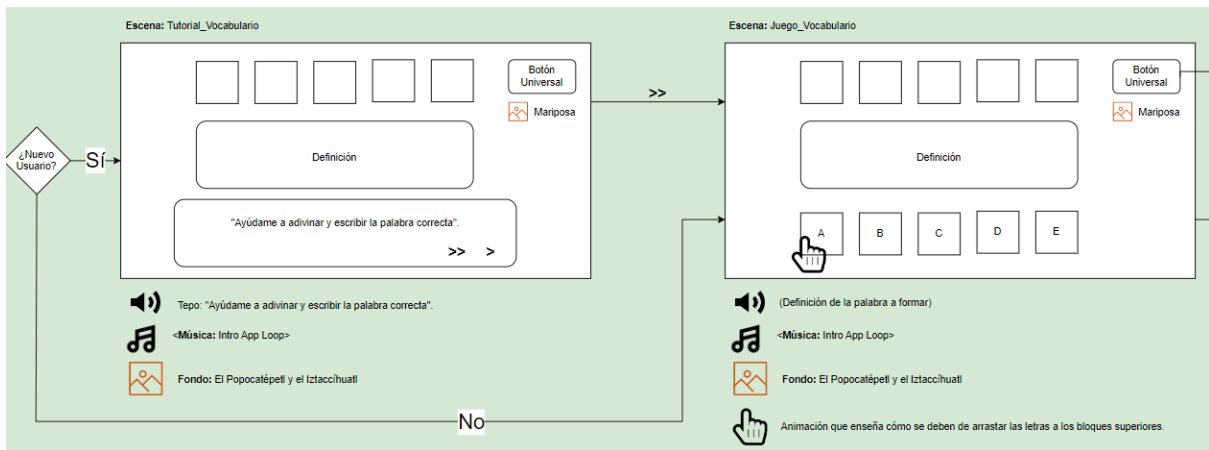 Escena: Tutorial_Vocabulario
Botón
Universal
Mariposa
¿Nuevo
Usuario?
Sí
Definición
"Ayúdame a adivinar y escribir la palabra correcta".
>> >
Tepo: "Ayúdame a adivinar y escribir la palabra correcta".
<Música: Intro App Loop>
Fondo: El Popocatépetl y el Iztaccíhuatl
No
>>
Escena: Juego_Vocabulario
Botón
Universal
Mariposa
Definición
A B C D E
(Definición de la palabra a formar)
<Música: Intro App Loop>
Fondo: El Popocatépetl y el Iztaccíhuatl
Animación que enseña cómo se deben de arrastar las letras a los bloques superiores.